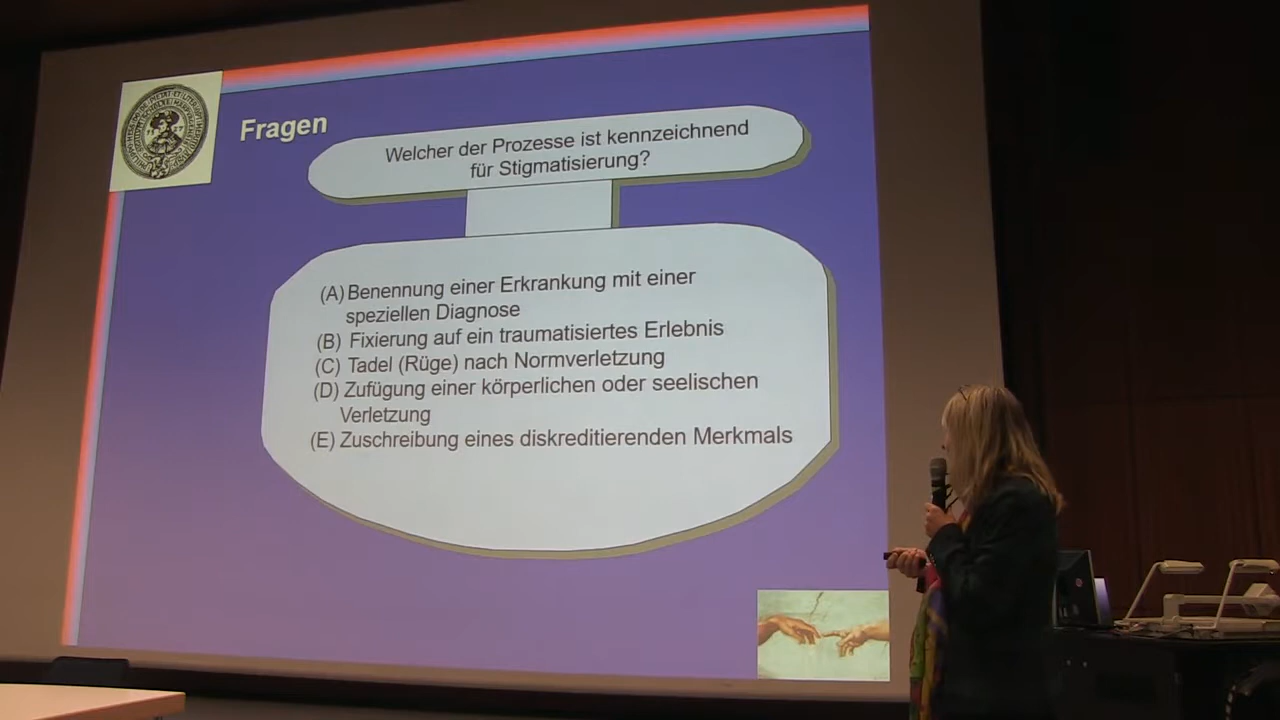 Fragen
Welcher der Prozesse ist kennzeichnend
für Stigmatisierung?
(A) Benennung einer Erkrankung mit einer
speziellen Diagnose
(B) Fixierung auf ein traumatisiertes Erlebnis
(C) Tadel (Rüge) nach Normverletzung
(D) Zufügung einer körperlichen oder seelischen
Verletzung
(E) Zuschreibung eines diskreditierenden Merkmals